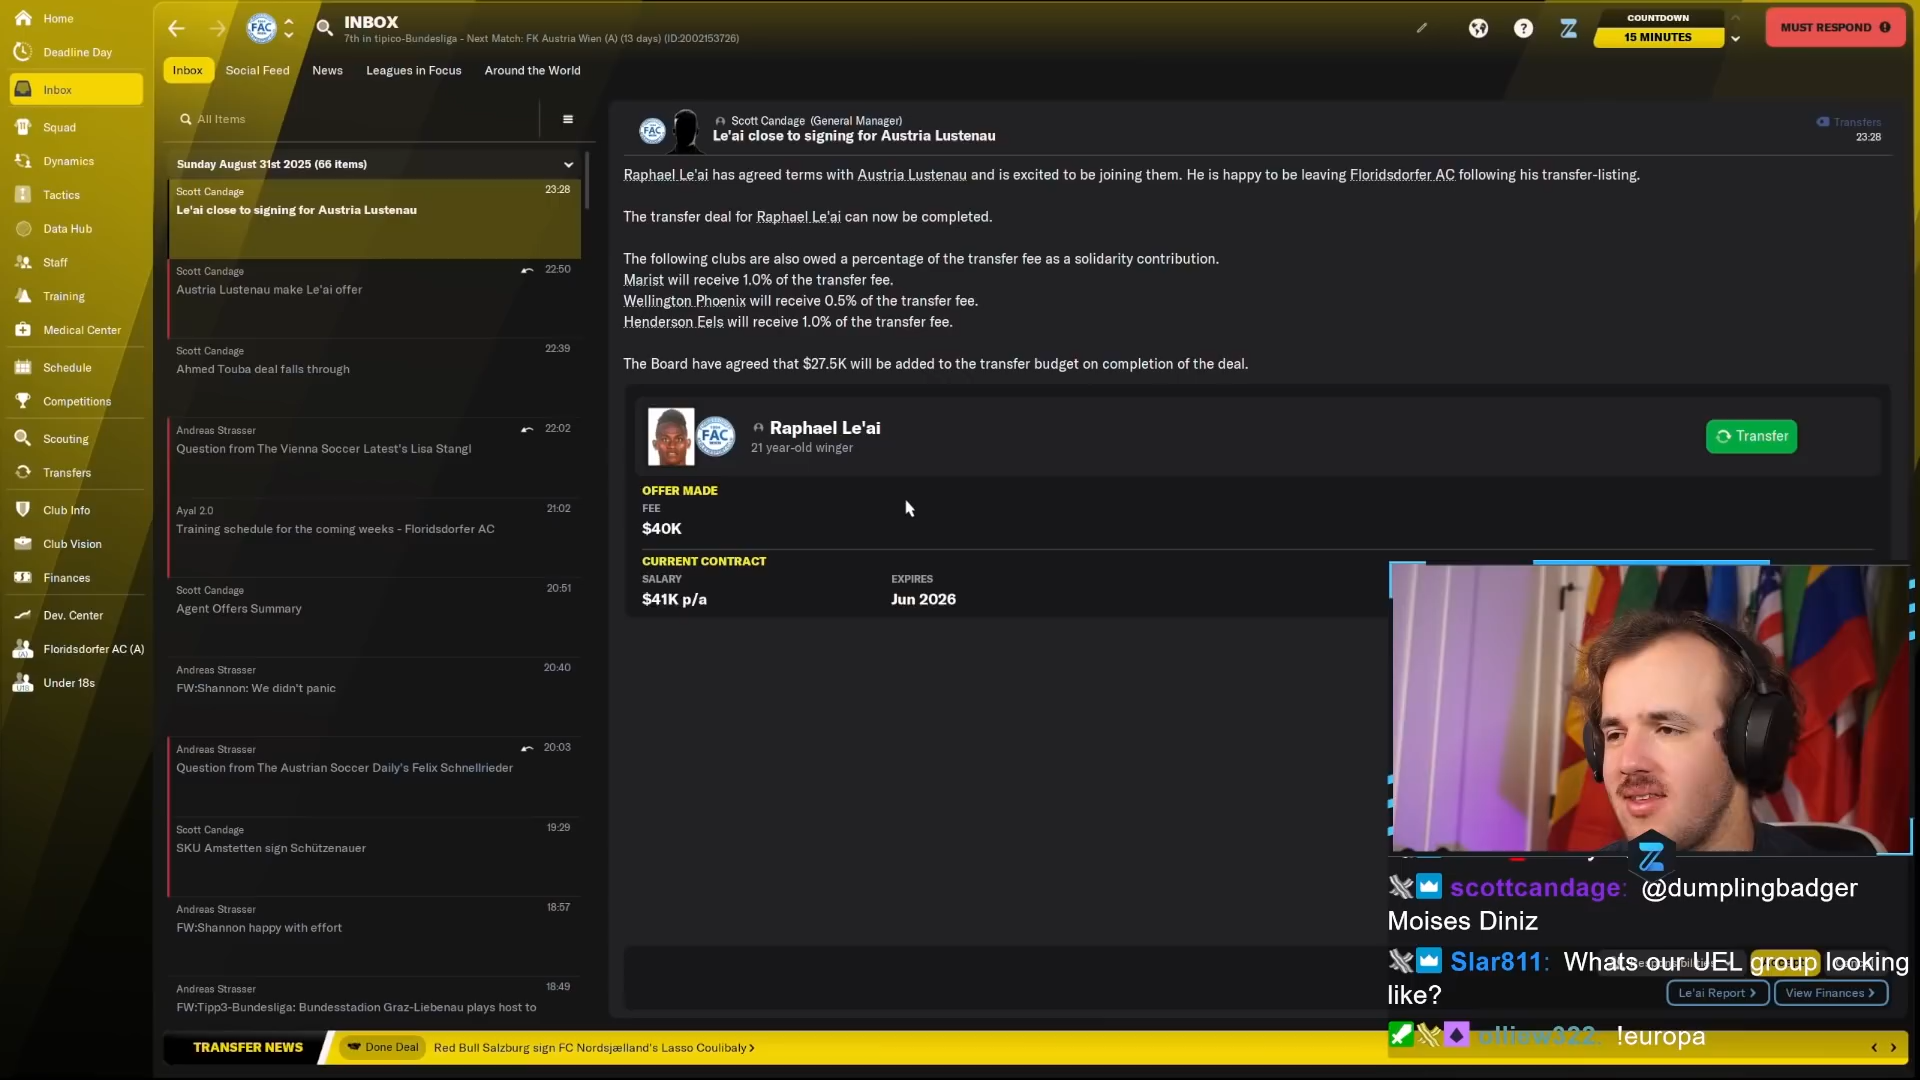 Home
Deadline Day
Inbox
Squad
Dynamics
Tactics
Data Hub
Staff
Training
Medical Center
Schedule
Competitions
Scouting
Transfers
Club Info
Club Vision
Finances
Dev. Center
Floridsdorfer AC (A)
Under 18s
FAC
INBOX
7th in tipico-Bundesliga - Next Match: FK Austria Wien (A) (13 days) (ID:2002153726)
COUNTDOWN
15 MINUTES
MUST RESPOND
Inbox
Social Feed
News
Leagues in Focus
Around the World
All Items
Sunday August 31st 2025 (66 items)
Scott Candage 23:28
Le'ai close to signing for Austria Lustenau
Scott Candage 22:50
Austria Lustenau make Le'ai offer
Scott Candage 22:39
Ahmed Touba deal falls through
Andreas Strasser 22:02
Question from The Vienna Soccer Latest's Lisa Stangl
Ayal 2.0 21:02
Training schedule for the coming weeks - Floridsdorfer AC
Scott Candage 20:51
Agent Offers Summary
Andreas Strasser 20:40
FW:Shannon: We didn't panic
Andreas Strasser 20:03
Question from The Austrian Soccer Daily's Felix Schnellrieder
Scott Candage 19:29
SKU Amstetten sign Schützenauer
Andreas Strasser 18:57
FW:Shannon happy with effort
Andreas Strasser 18:49
FW:Tipp3-Bundesliga: Bundesstadion Graz-Liebenau plays host to
FAC
Scott Candage (General Manager)
Le'ai close to signing for Austria Lustenau
Transfers
23:28
Raphael Le'ai has agreed terms with Austria Lustenau and is excited to be joining them. He is happy to be leaving Floridsdorfer AC following his transfer-listing.
The transfer deal for Raphael Le'ai can now be completed.
The following clubs are also owed a percentage of the transfer fee as a solidarity contribution.
Marist will receive 1.0% of the transfer fee.
Wellington Phoenix will receive 0.5% of the transfer fee.
Henderson Eels will receive 1.0% of the transfer fee.
The Board have agreed that $27.5K will be added to the transfer budget on completion of the deal.
FAC
Raphael Le'ai
21 year-old winger
Transfer
OFFER MADE
FEE
$40K
CURRENT CONTRACT
SALARY
$41K p/a
EXPIRES
Jun 2026
scottcandage: @dumplingbadger
Moises Diniz
Slar811: Whats our UEL group looking
like?
Le'ai Report
View Finances
olliew322: !europa
TRANSFER NEWS
Done Deal
Red Bull Salzburg sign FC Nordsjælland's Lasso Coulibaly